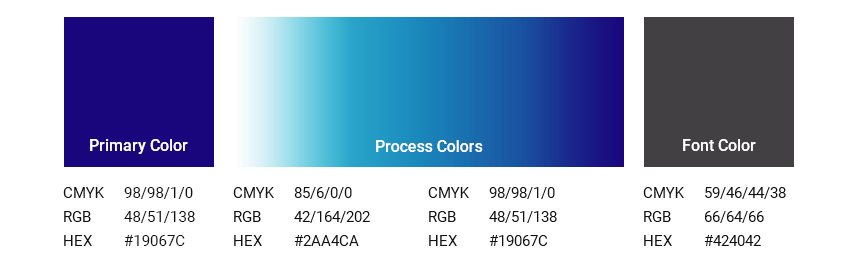 Primary Color
Process Colors
Font Color
CMYK 98/98/1/0 CMYK 85/6/0/0 CMYK 98/98/1/0 CMYK 59/46/44/38
RGB 48/51/138 RGB 42/164/202 RGB 48/51/138 RGB 66/64/66
HEX #19067C HEX #2AA4CA HEX #19067C HEX #424042